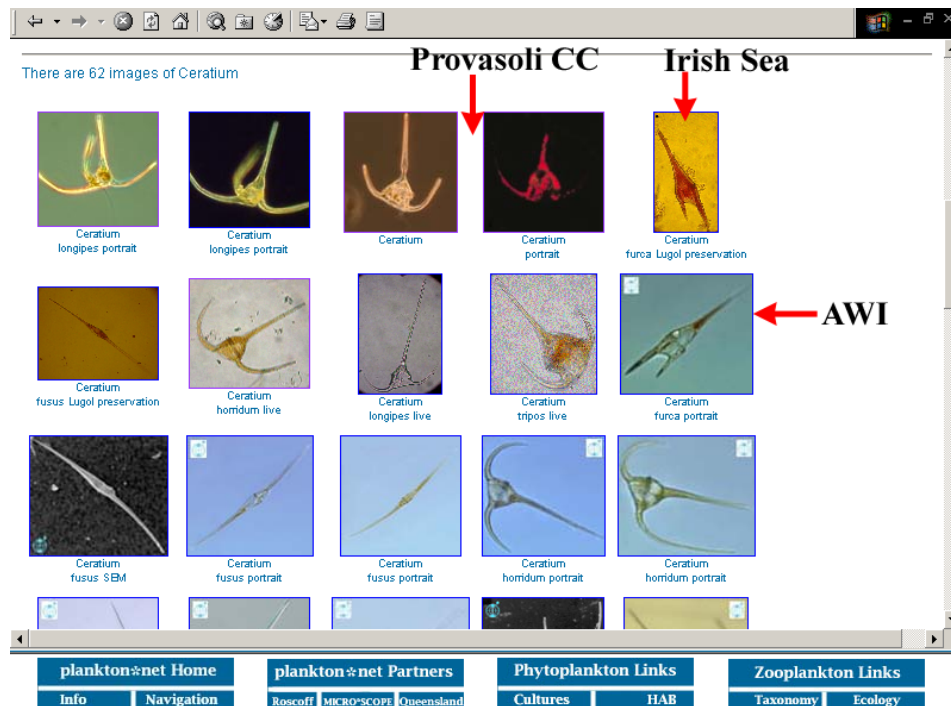 Provasoli CC Irish Sea
There are 62 images of Ceratium
Ceratium
longipes portrait
Ceratium
longipes portrait
Ceratium
Ceratium
portrait
Ceratium
furca Lugol preservation
AWI
Ceratium
fusus Lugol preservation
Ceratium
horridum live
Ceratium
longipes live
Ceratium
tripos live
Ceratium
furca portrait
Ceratium
fusus SEM
Ceratium
fusus portrait
Ceratium
fusus portrait
Ceratium
horridum portrait
Ceratium
horridum portrait
plankton*net Home
plankton*net Partners
Phytoplankton Links
Zooplankton Links
Info Navigation
Roscoff MICRO*SCOPE Queensland
Cultures HAB
Taxonomy Ecology